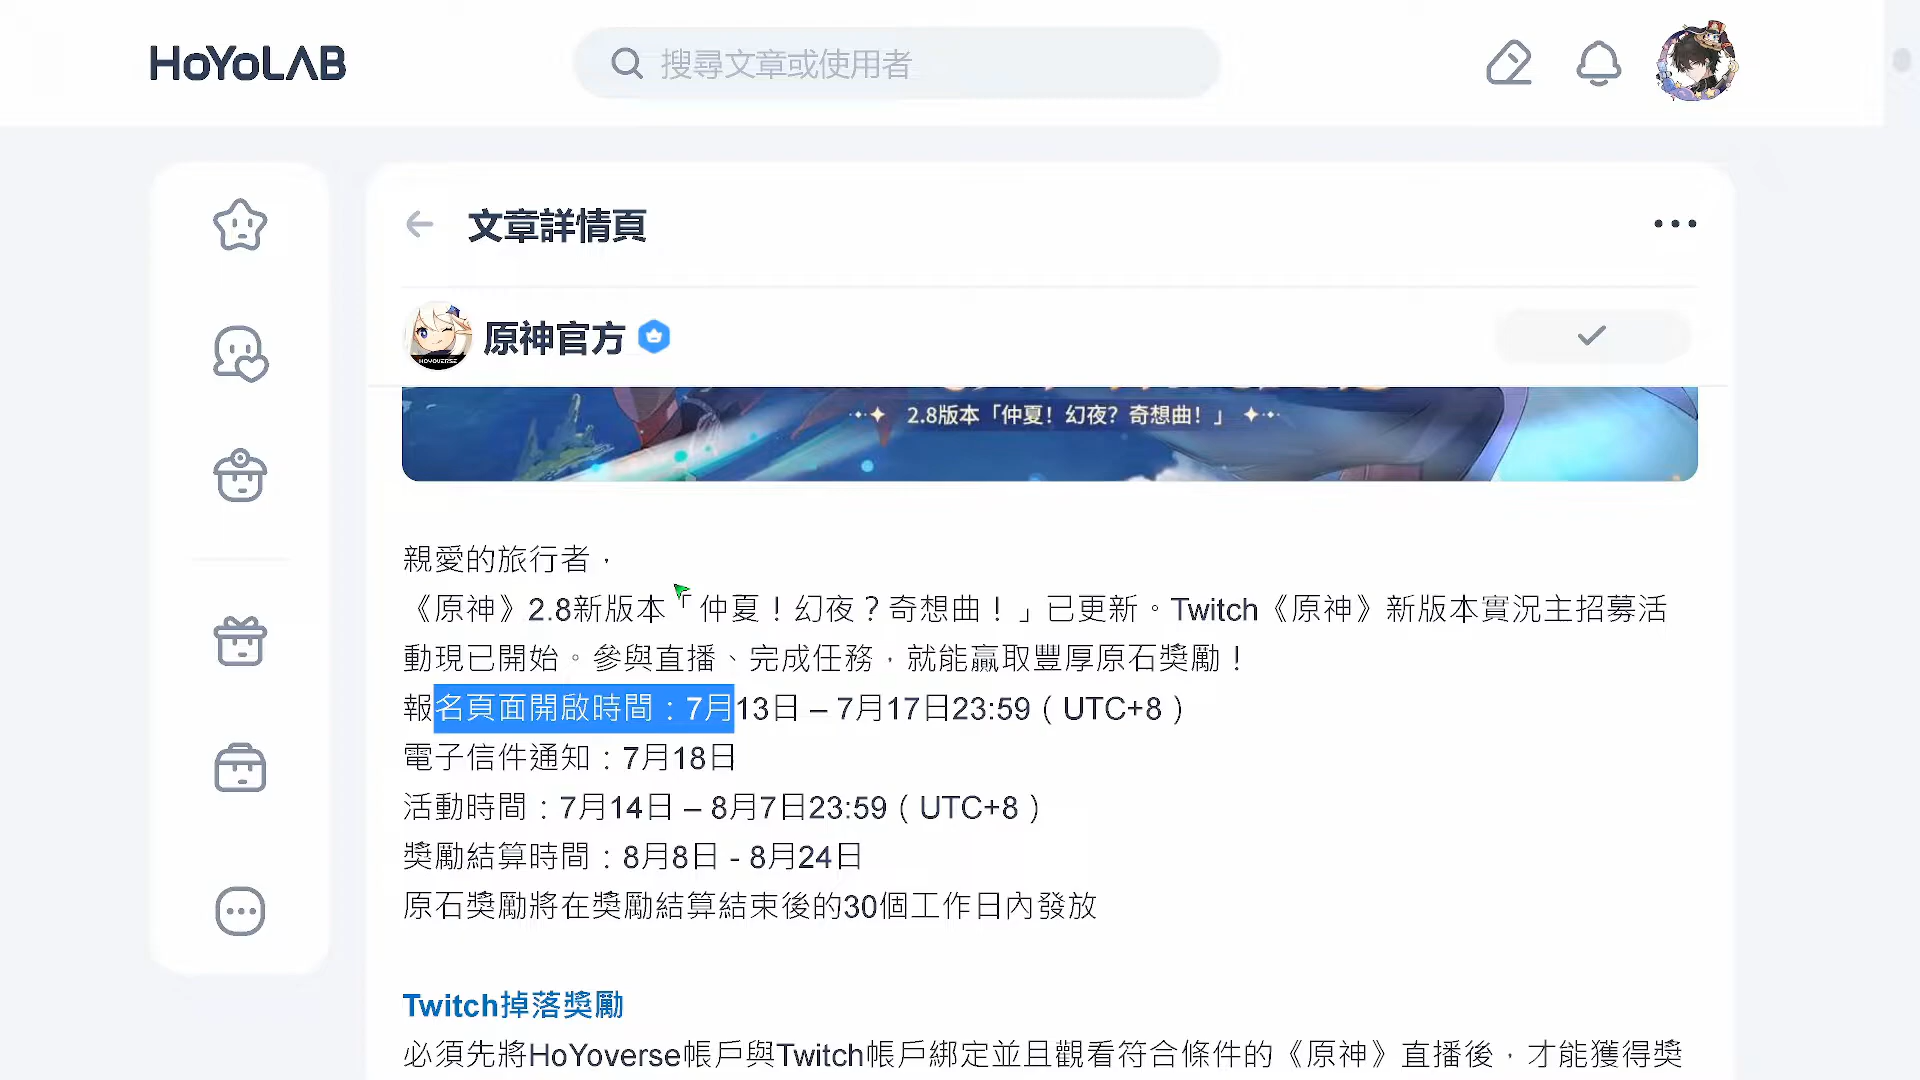 HoYoLAB
搜尋文章或使用者
文章詳情頁
原神官方
HOYOVERSE
2.8版本「仲夏！幻夜？奇想曲！」
親愛的旅行者，
《原神》2.8新版本「仲夏！幻夜？奇想曲！」已更新。Twitch《原神》新版本實況主招募活
動現已開始。參與直播、完成任務，就能贏取豐厚原石獎勵！
報名頁面開啟時間：7月13日 – 7月17日23:59（UTC+8）
電子信件通知：7月18日
活動時間：7月14日 – 8月7日23:59（UTC+8）
獎勵結算時間：8月8日 - 8月24日
原石獎勵將在獎勵結算結束後的30個工作日內發放
Twitch掉落獎勵
必須先將HoYoverse帳戶與Twitch帳戶綁定並且觀看符合條件的《原神》直播後，才能獲得獎